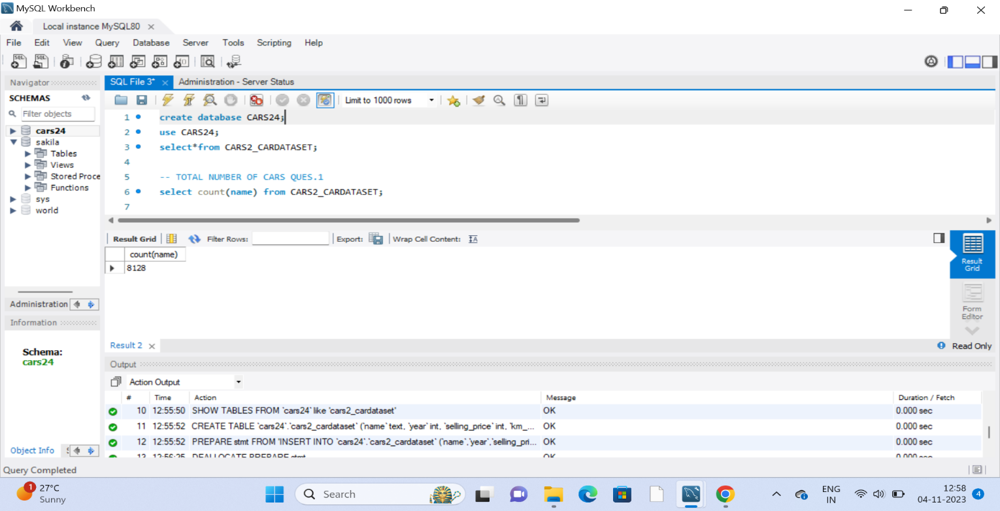 MySQL Workbench
Local instance MySQL80
File Edit View Query Database Server Tools Scripting Help
Navigator
SCHEMAS
Filter objects
cars24
sakila
Tables
Views
Stored Proce
Functions
sys
world
Administration
Information
Schema:
cars24
Object Info
SQL File 3* Administration - Server Status
Limit to 1000 rows
1 create database CARS24;
2 use CARS24;
3 select*from CARS2_CARDATASET;
4
5 -- TOTAL NUMBER OF CARS QUES.1
6 select count(name) from CARS2_CARDATASET;
7
Result Grid Filter Rows: Export: Wrap Cell Content:
count(name)
8128
Result
Grid
Form
Editor
Result 2 Read Only
Output
Action Output
# Time Action Message Duration / Fetch
10 12:55:50 SHOW TABLES FROM `cars24` like 'cars2_cardataset' OK 0.000 sec
11 12:55:52 CREATE TABLE `cars24`.`cars2_cardataset` (`name` text, `year` int, `selling_price` int, `km_... OK 0.000 sec
12 12:55:52 PREPARE stmt FROM 'INSERT INTO `cars24`.`cars2_cardataset` (`name`,`year`,`selling_pri... OK 0.000 sec
13 12:56:25 DEALLOCATE PREPARE stmt OK 0.000 sec
Query Completed
1
27°C
Sunny
Search
ENG
IN
12:58
04-11-2023
4